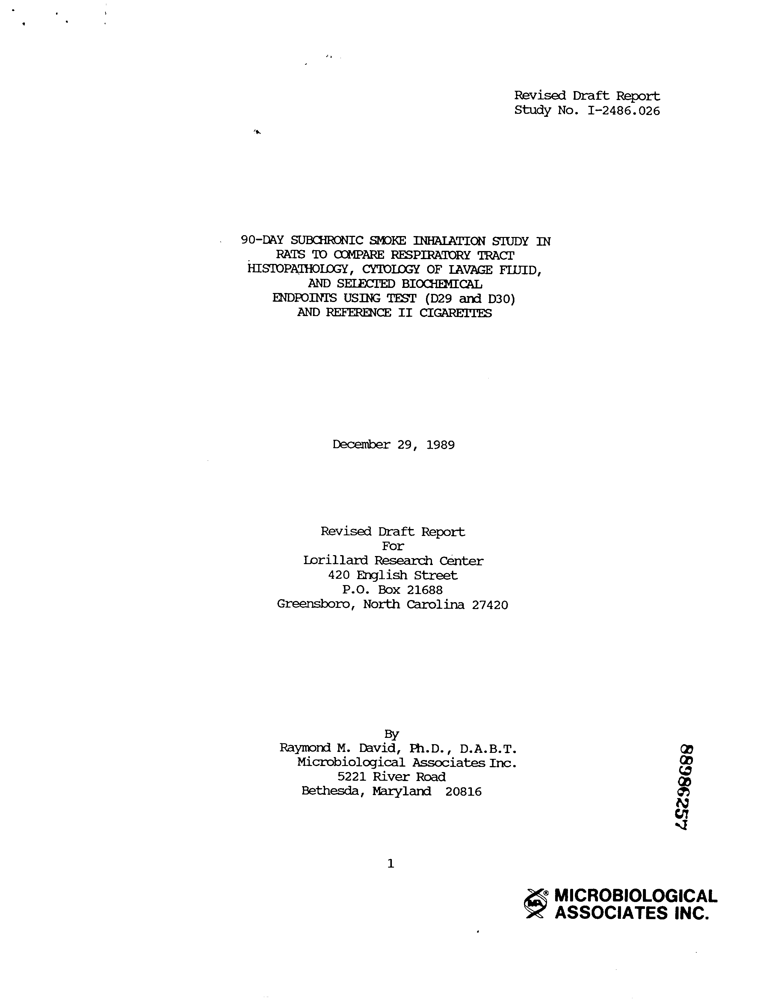 Revised Draft Report
Study No. I-2486.026
90-DAY SUBCHRONIC SMOKE INHALATION STUDY IN
RATS TO COMPARE RESPIRATORY TRACT
HISTOPATHOLOGY, CYTOLOGY OF LAVAGE FLUID,
AND SELECTED BIOCHEMICAL
ENDPOINTS USING TEST (D29 and D30)
AND REFERENCE II CIGARETTES
December 29, 1989
Revised Draft Report
For
Lorillard Research Center
420 English Street
P.O. Box 21688
Greensboro, North Carolina 27420
By
Raymond M. David, Ph.D., D.A.B.T.
Microbiological Associates Inc.
5221 River Road
Bethesda, Maryland 20816
88986257
1
MA ® MICROBIOLOGICAL
ASSOCIATES INC.